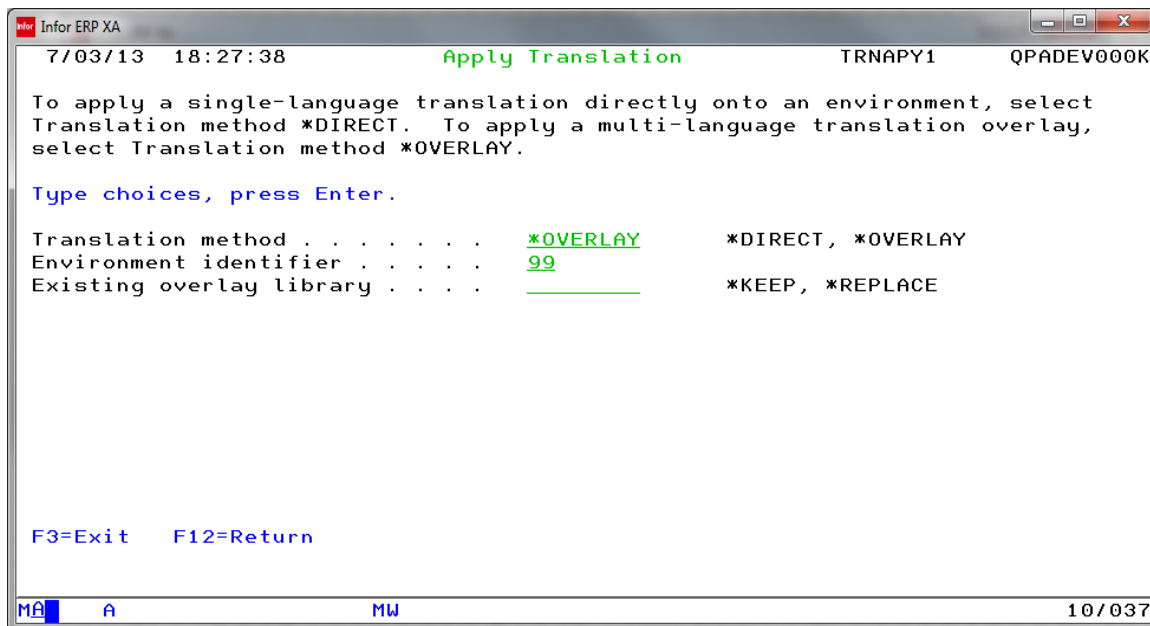 infor Infor ERP XA
7/03/13 18:27:38 Apply Translation TRNAPY1 QPADEV000K
To apply a single-language translation directly onto an environment, select
Translation method *DIRECT. To apply a multi-language translation overlay,
select Translation method *OVERLAY.
Type choices, press Enter.
Translation method . . . . . . . *OVERLAY *DIRECT, *OVERLAY
Environment identifier . . . . . 99
Existing overlay library . . . . *KEEP, *REPLACE
F3=Exit F12=Return
MA A MW 10/037